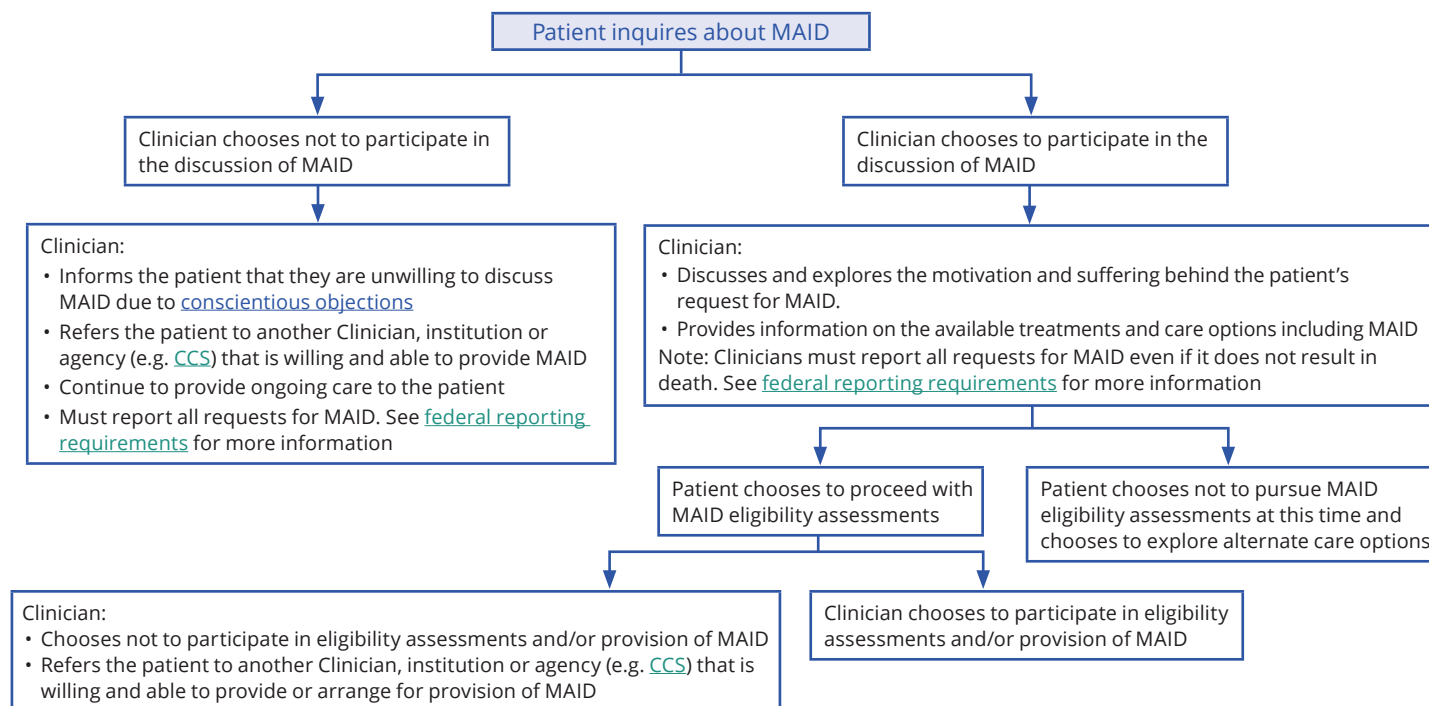 Patient inquires about MAID
Clinician chooses not to participate in
the discussion of MAID
Clinician chooses to participate in the
discussion of MAID
Clinician:
• Informs the patient that they are unwilling to discuss
MAID due to conscientious objections
• Refers the patient to another Clinician, institution or
agency (e.g. CCS) that is willing and able to provide MAID
• Continue to provide ongoing care to the patient
• Must report all requests for MAID. See federal reporting
requirements for more information
Clinician:
• Discusses and explores the motivation and suffering behind the patient’s
request for MAID.
• Provides information on the available treatments and care options including MAID
Note: Clinicians must report all requests for MAID even if it does not result in
death. See federal reporting requirements for more information
Patient chooses to proceed with
MAID eligibility assessments
Patient chooses not to pursue MAID
eligibility assessments at this time and
chooses to explore alternate care options
Clinician:
• Chooses not to participate in eligibility assessments and/or provision of MAID
• Refers the patient to another Clinician, institution or agency (e.g. CCS) that is
willing and able to provide or arrange for provision of MAID
Clinician chooses to participate in eligibility
assessments and/or provision of MAID